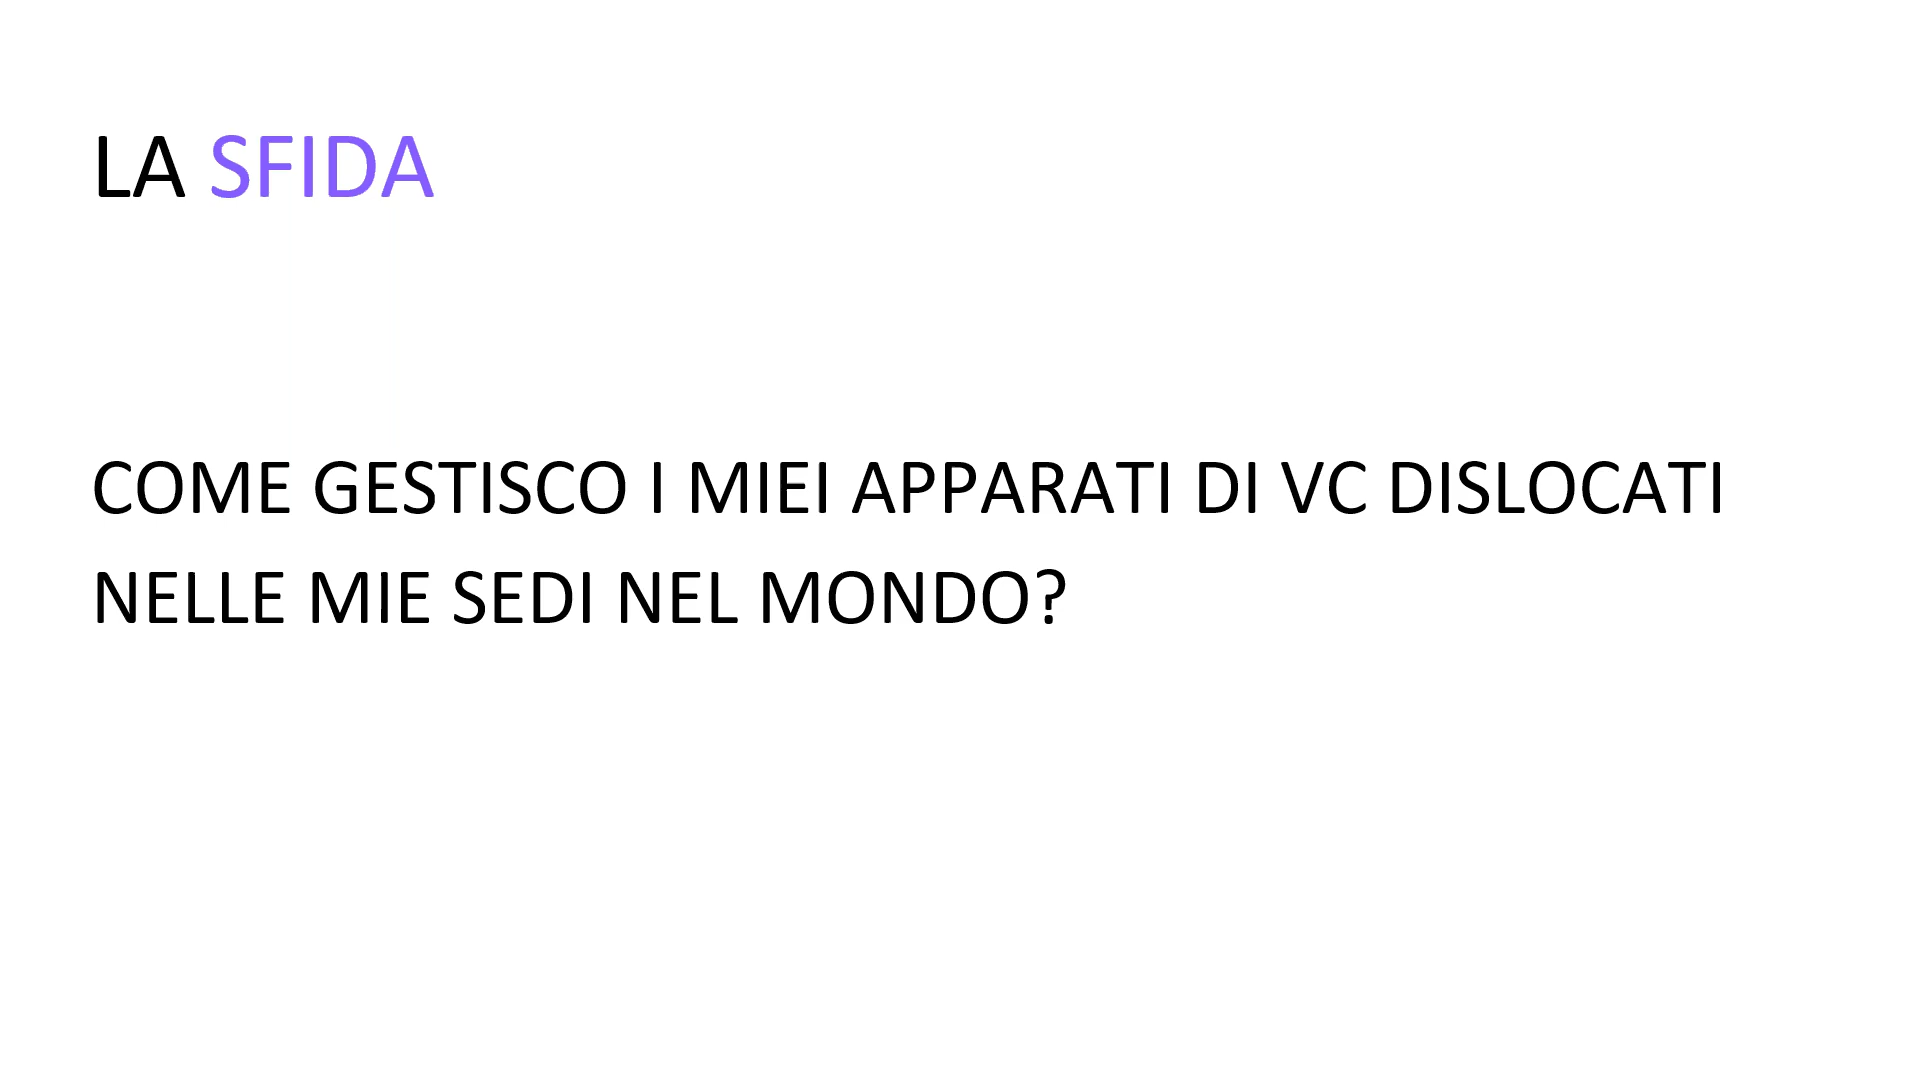 LA SFIDA
COME GESTISCO I MIEI APPARATI DI VC DISLOCATI
NELLE MIE SEDI NEL MONDO?